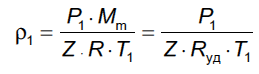 ρ₁ = P₁ · Mₘ / Z · R · T₁ = P₁ / Z · Rуд · T₁